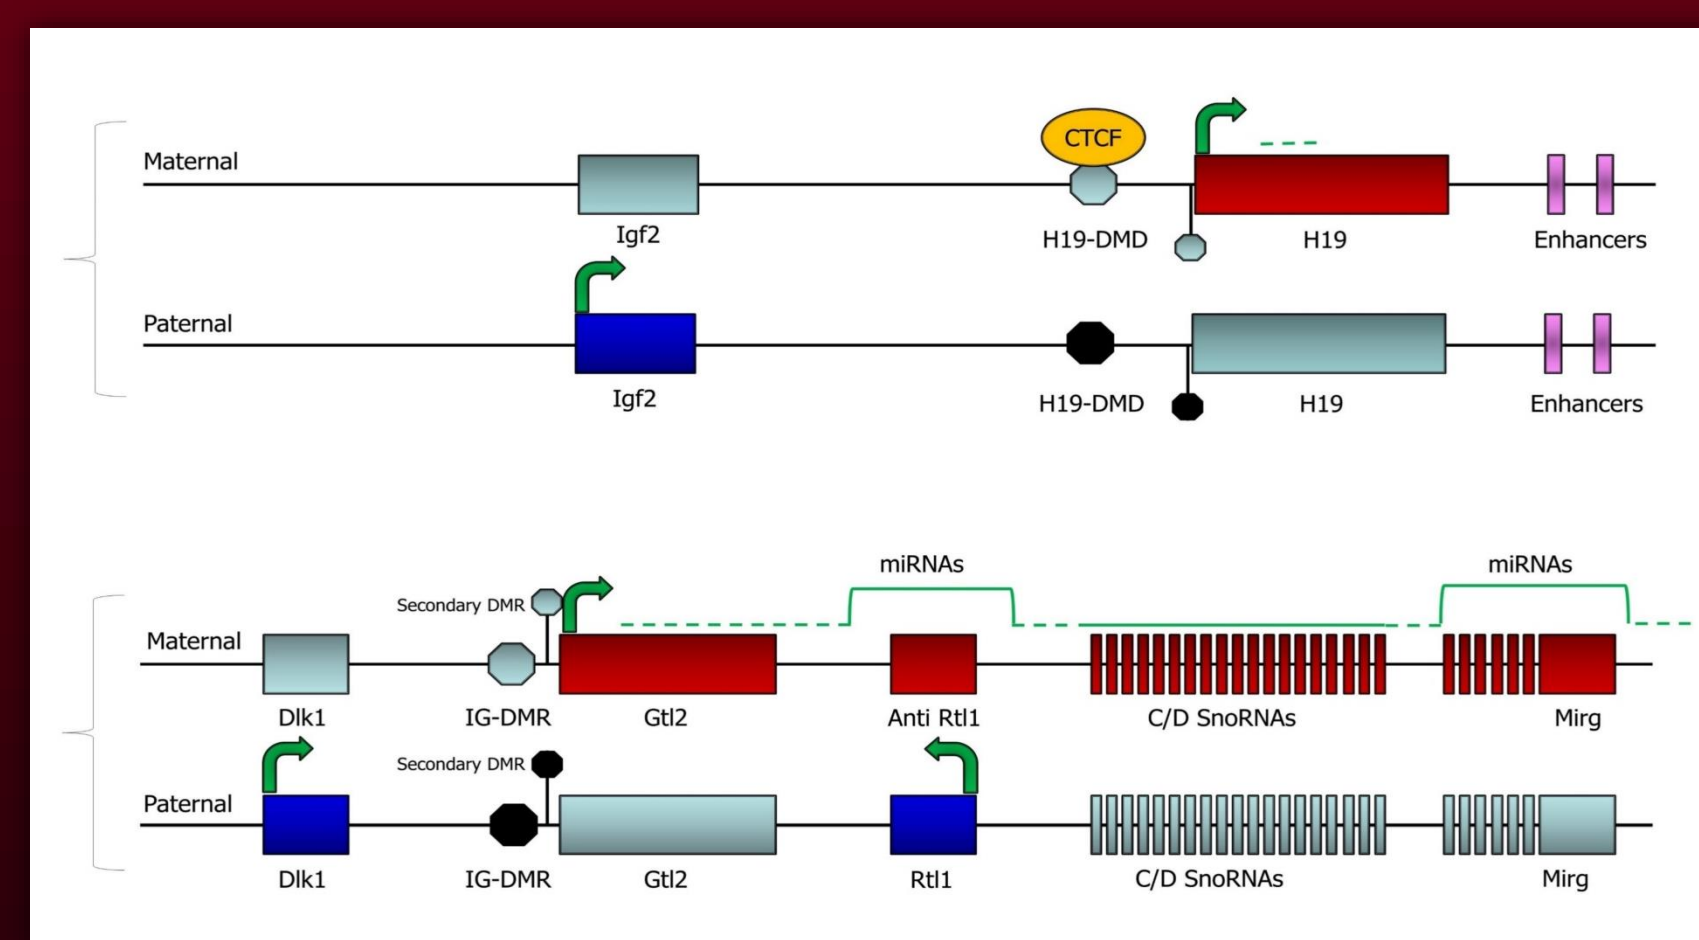 CTCF
Maternal
Igf2
H19-DMD
H19
Enhancers
Paternal
Igf2
H19-DMD
H19
Enhancers
miRNAs
miRNAs
Secondary DMR
Maternal
Dlk1
IG-DMR
Gtl2
Anti Rtl1
C/D SnoRNAs
Mirg
Secondary DMR
Paternal
Dlk1
IG-DMR
Gtl2
Rtl1
C/D SnoRNAs
Mirg